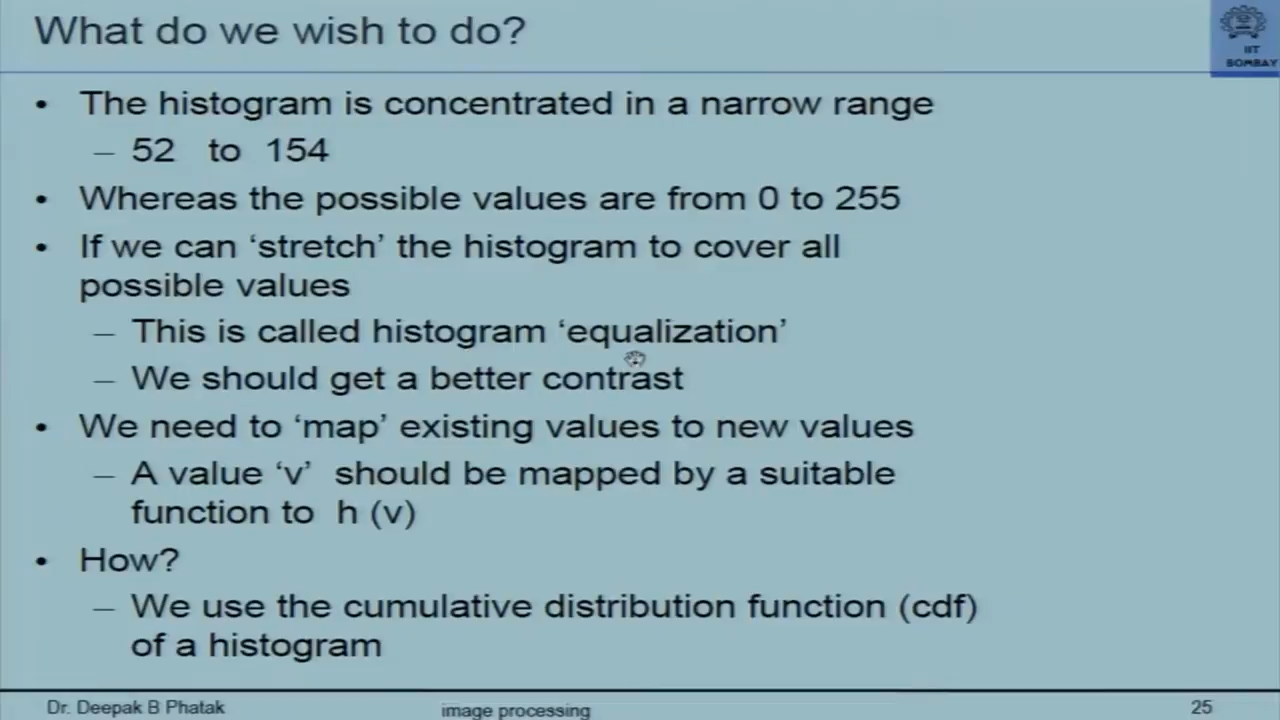 What do we wish to do?
IIT
BOMBAY
• The histogram is concentrated in a narrow range
– 52 to 154
• Whereas the possible values are from 0 to 255
• If we can ‘stretch’ the histogram to cover all
possible values
– This is called histogram ‘equalization’
– We should get a better contrast
• We need to ‘map’ existing values to new values
– A value ‘v’ should be mapped by a suitable
function to h (v)
• How?
– We use the cumulative distribution function (cdf)
of a histogram
Dr. Deepak B Phatak
image processing
25